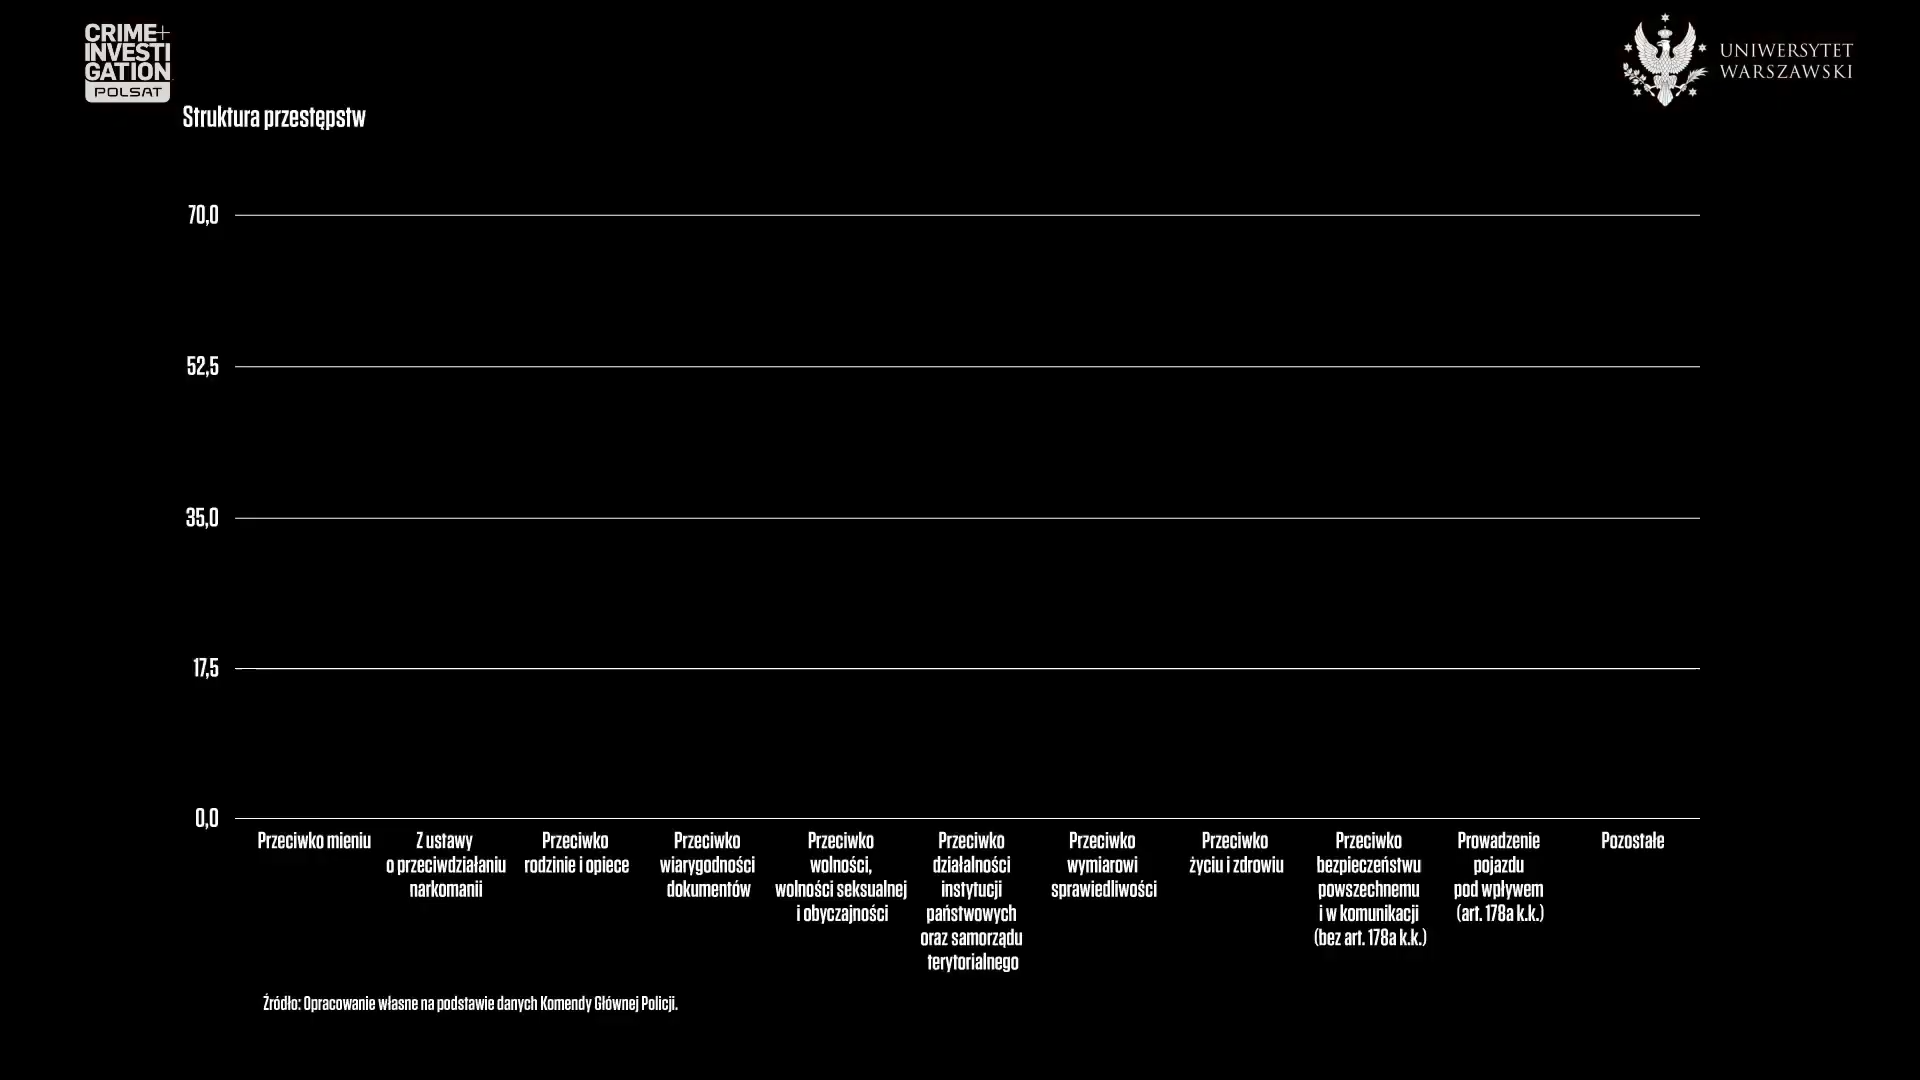 CRIME+
INVESTI
GATION
POLSAT
UNIWERSYTET
WARSZAWSKI
Struktura przestępstw
70,0
52,5
35,0
17,5
0,0
Przeciwko mieniu
Z ustawy
o przeciwdziałaniu
narkomanii
Przeciwko
rodzinie i opiece
Przeciwko
wiarygodności
dokumentów
Przeciwko
wolności,
wolności seksualnej
i obyczajności
Przeciwko
działalności
instytucji
państwowych
oraz samorządu
terytorialnego
Przeciwko
wymiarowi
sprawiedliwości
Przeciwko
życiu i zdrowiu
Przeciwko
bezpieczeństwu
powszechnemu
i w komunikacji
(bez art. 178a k.k.)
Prowadzenie
pojazdu
pod wpływem
(art. 178a k.k.)
Pozostałe
Źródło: Opracowanie własne na podstawie danych Komendy Głównej Policji.